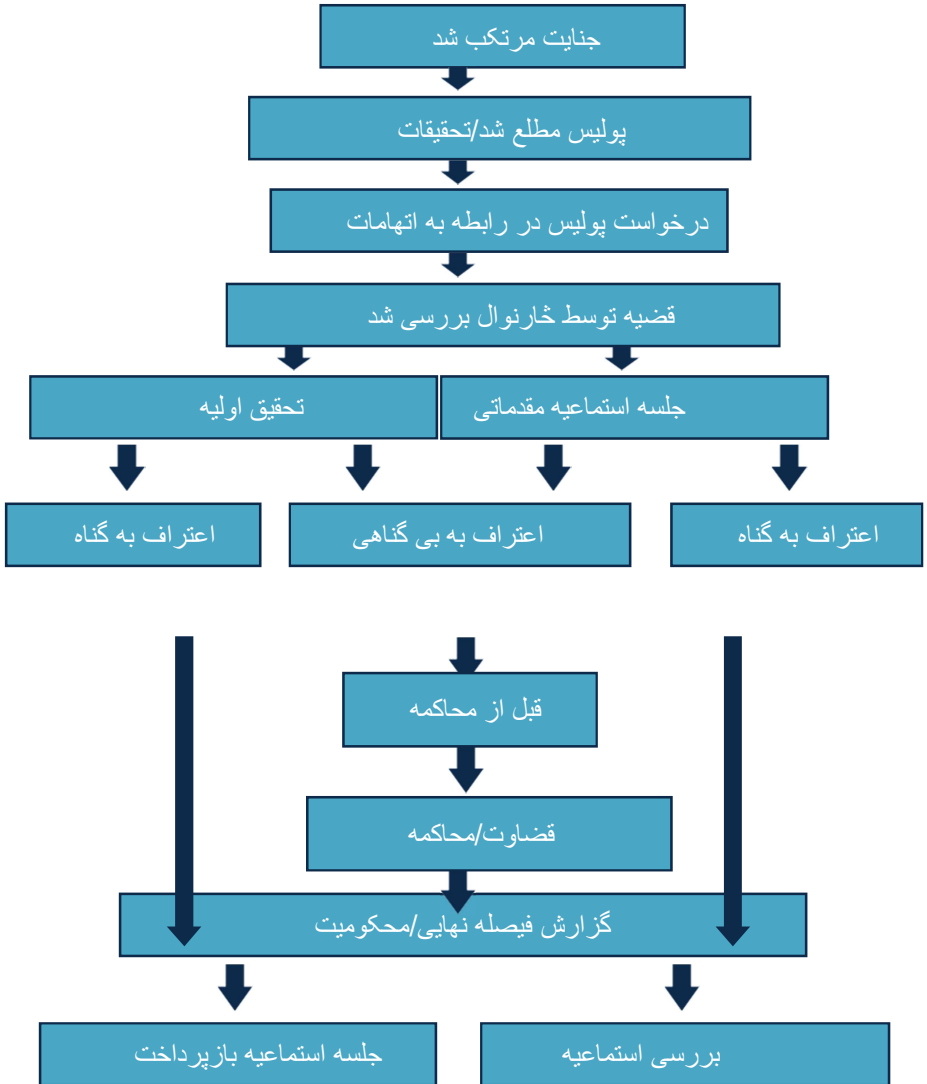 جنایت مرتکب شد
پولیس مطلع شد/تحقیقات
درخواست پولیس در رابطه به اتهامات
قضیه توسط څارنوال بررسی شد
جلسه استماعیه مقدماتی
تحقیق اولیه
اعتراف به گناه
اعتراف به بی گناهی
اعتراف به گناه
قبل از محاکمه
قضاوت/محاکمه
گزارش فیصله نهایی/محکومیت
بررسی استماعیه
جلسه استماعیه بازپرداخت